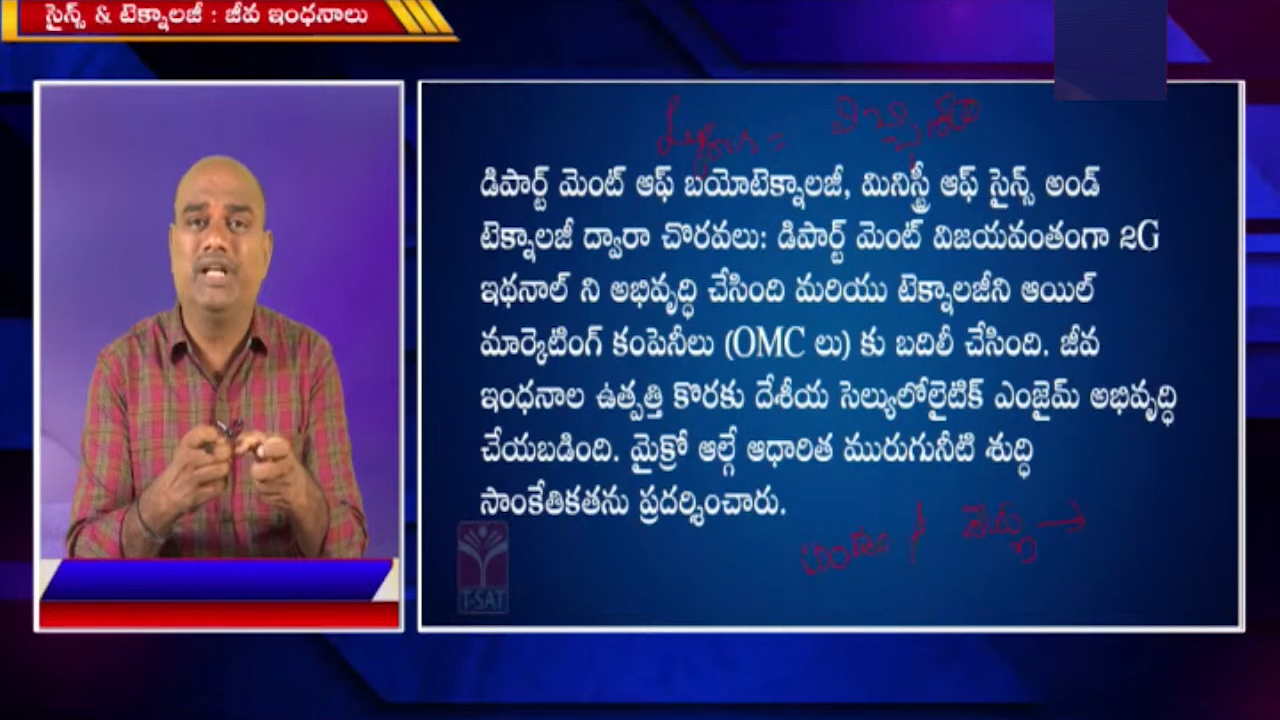 సైన్స్ & టెక్నాలజీ : జీవ ఇంధనాలు
డిపార్ట్ మెంట్ ఆఫ్ బయోటెక్నాలజీ, మినిస్ట్రీ ఆఫ్ సైన్స్ అండ్
టెక్నాలజీ ద్వారా చొరవలు: డిపార్ట్ మెంట్ విజయవంతంగా 2G
ఇథనాల్ ని అభివృద్ధి చేసింది మరియు టెక్నాలజీని ఆయిల్
మార్కెటింగ్ కంపెనీలు (OMC లు) కు బదిలీ చేసింది. జీవ
ఇంధనాల ఉత్పత్తి కొరకు దేశీయ సెల్యులోలైటిక్ ఎంజైమ్ అభివృద్ధి
చేయబడింది. మైక్రో ఆల్గే ఆధారిత మురుగునీటి శుద్ధి
సాంకేతికతను ప్రదర్శించారు.
T-SAT